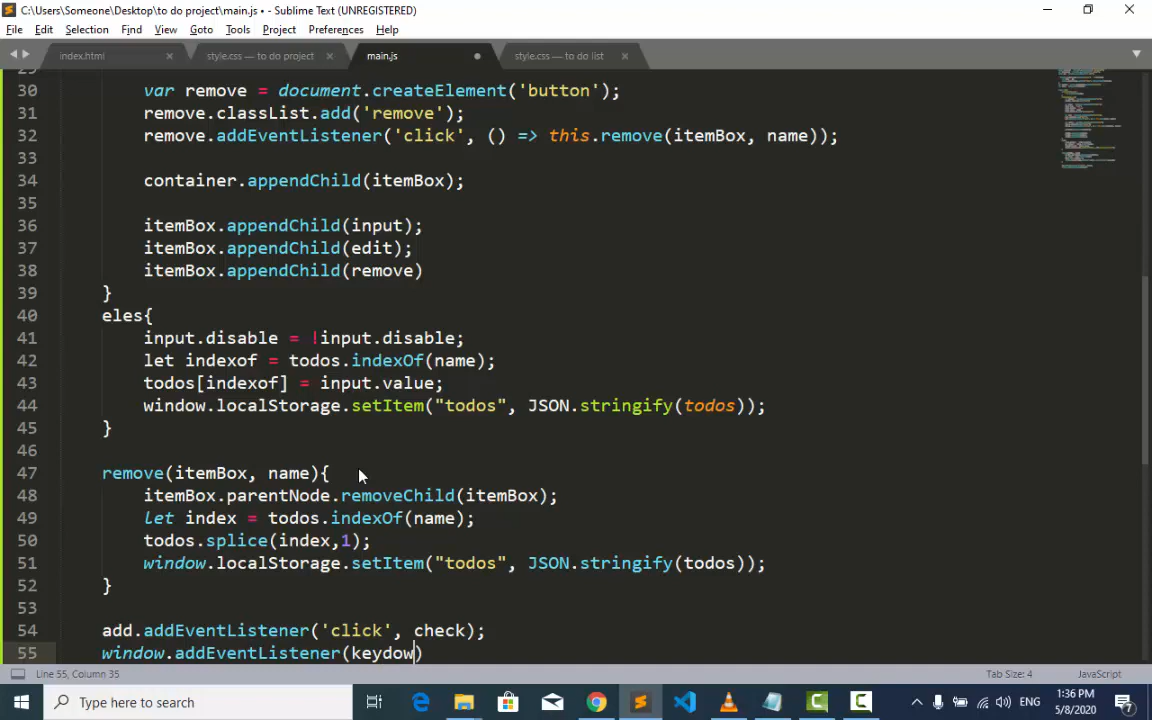 C:\Users\Someone\Desktop\to do project\main.js • - Sublime Text (UNREGISTERED)
File Edit Selection Find View Goto Tools Project Preferences Help
index.html style.css — to do project main.js style.css — to do list
29
30 var remove = document.createElement('button');
31 remove.classList.add('remove');
32 remove.addEventListener('click', () => this.remove(itemBox, name));
33
34 container.appendChild(itemBox);
35
36 itemBox.appendChild(input);
37 itemBox.appendChild(edit);
38 itemBox.appendChild(remove)
39 }
40 eles{
41 input.disable = !input.disable;
42 let indexof = todos.indexOf(name);
43 todos[indexof] = input.value;
44 window.localStorage.setItem("todos", JSON.stringify(todos));
45 }
46
47 remove(itemBox, name){
48 itemBox.parentNode.removeChild(itemBox);
49 let index = todos.indexOf(name);
50 todos.splice(index,1);
51 window.localStorage.setItem("todos", JSON.stringify(todos));
52 }
53
54 add.addEventListener('click', check);
55 window.addEventListener(keydow)
Line 55, Column 35 Tab Size: 4 JavaScript
Type here to search ENG 1:36 PM
5/8/2020 7